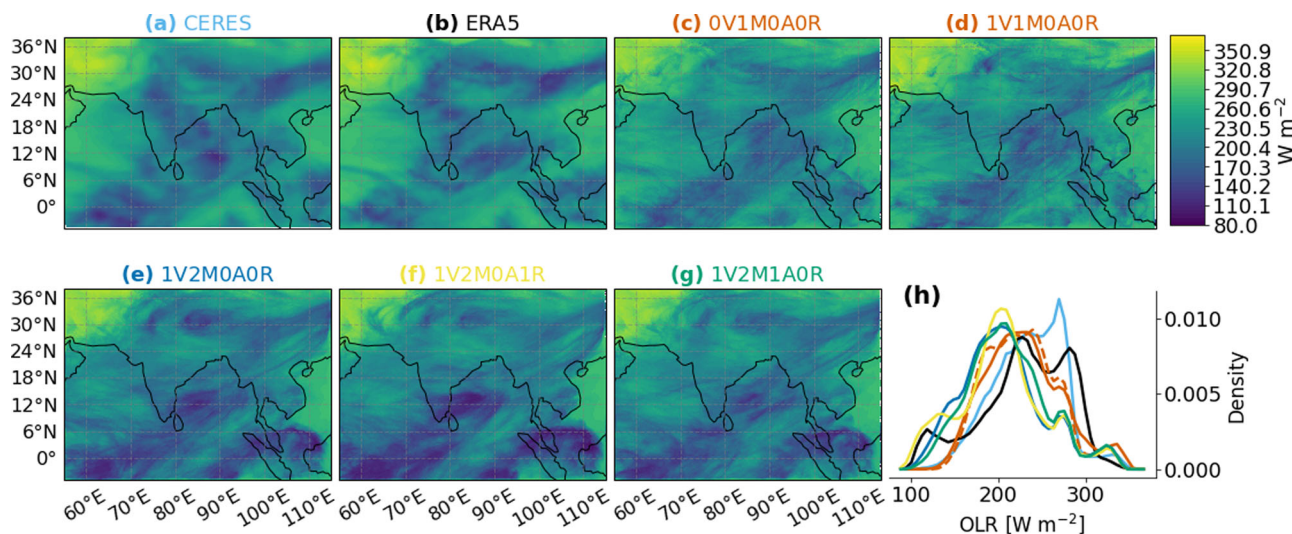 (a) CERES
(b) ERA5
(c) 0V1M0A0R
(d) 1V1M0A0R
36°N
30°N
24°N
18°N
12°N
6°N
0°
350.9
320.8
290.7
260.6
230.5
200.4
170.3
140.2
110.1
80.0
W m⁻²
(e) 1V2M0A0R
(f) 1V2M0A1R
(g) 1V2M1A0R
36°N
30°N
24°N
18°N
12°N
6°N
0°
60°E 70°E 80°E 90°E 100°E 110°E
60°E 70°E 80°E 90°E 100°E 110°E
60°E 70°E 80°E 90°E 100°E 110°E
(h)
0.010
0.005
0.000
Density
100 200 300
OLR [W m⁻²]